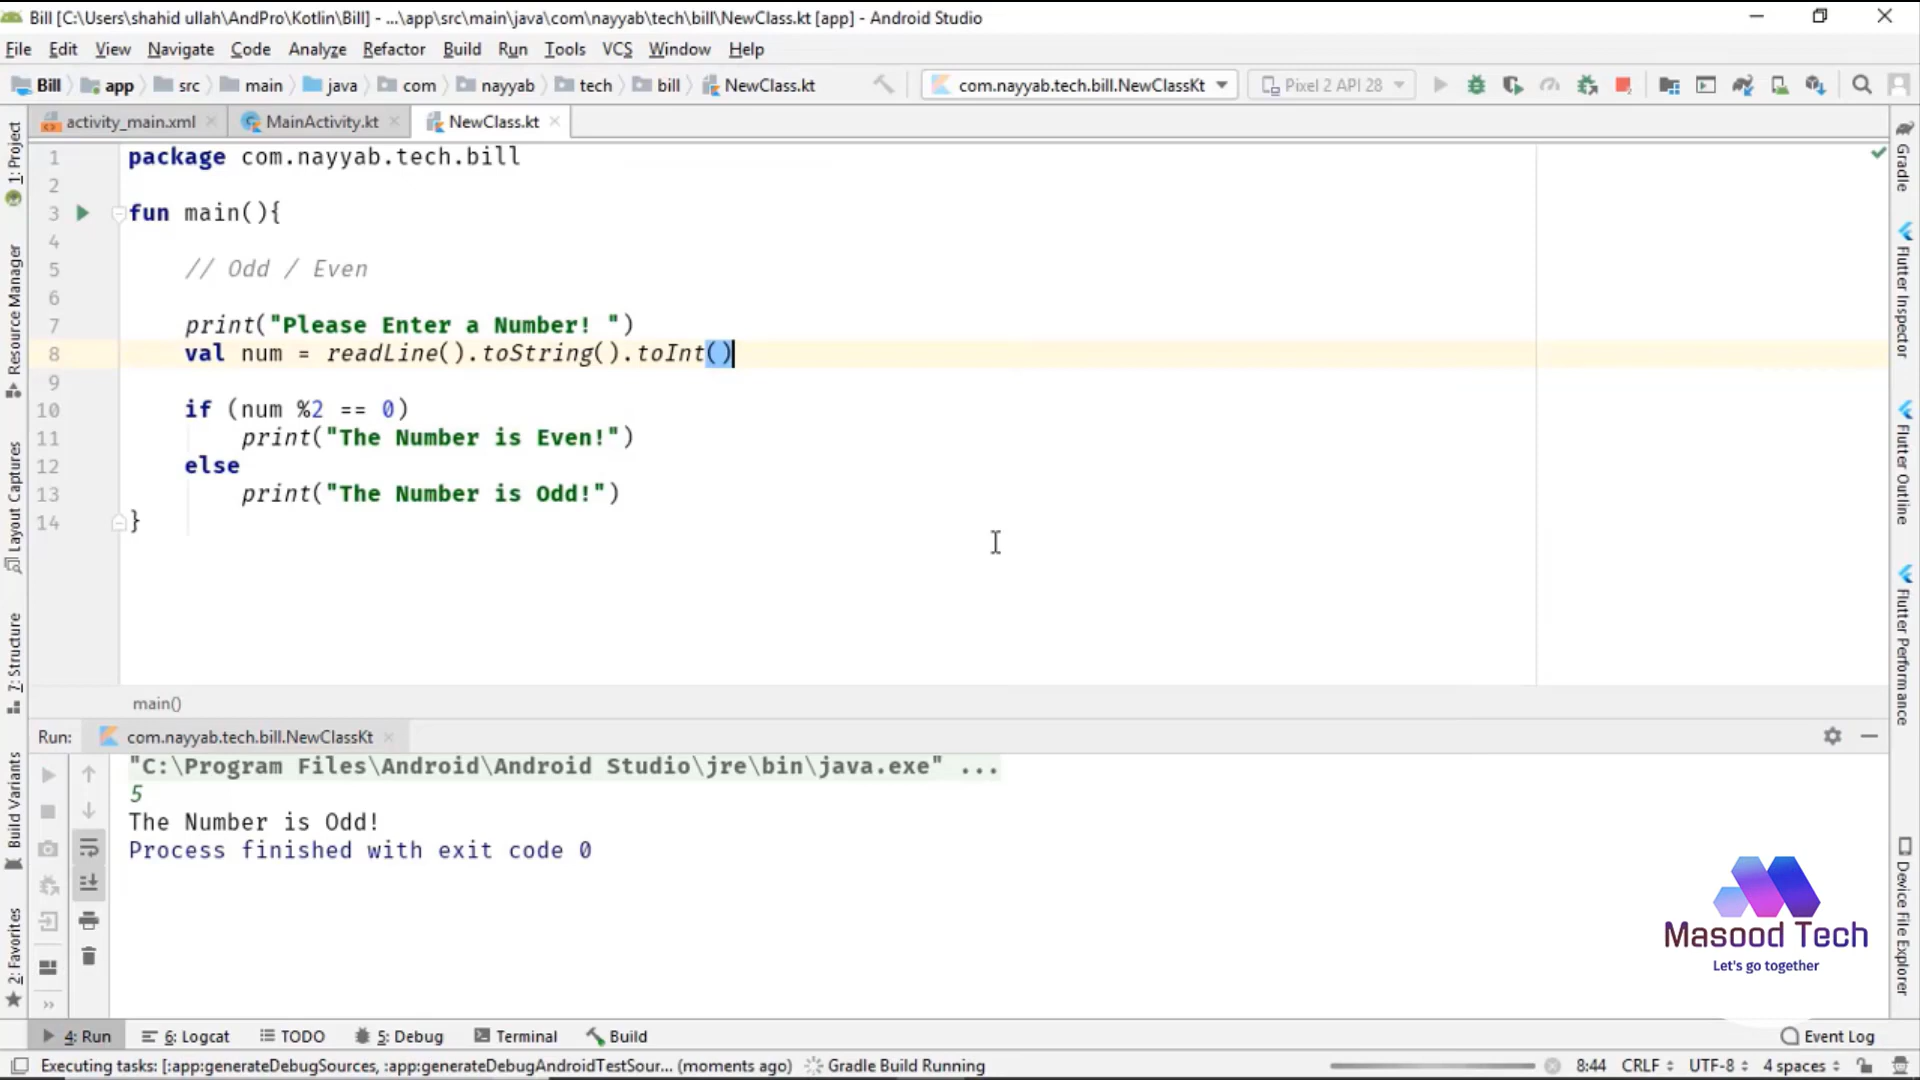 Bill [C:\Users\shahid ullah\AndPro\Kotlin\Bill] - ...\app\src\main\java\com\nayyab\tech\bill\NewClass.kt [app] - Android Studio
File Edit View Navigate Code Analyze Refactor Build Run Tools VCS Window Help
Bill app src main java com nayyab tech bill NewClass.kt com.nayyab.tech.bill.NewClassKt Pixel 2 API 28
activity_main.xml MainActivity.kt NewClass.kt
1 package com.nayyab.tech.bill
2
3 fun main(){
4
5 // Odd / Even
6
7 print("Please Enter a Number! ")
8 val num = readLine().toString().toInt()
9
10 if (num %2 == 0)
11 print("The Number is Even!")
12 else
13 print("The Number is Odd!")
14 }
main()
Run: com.nayyab.tech.bill.NewClassKt
"C:\Program Files\Android\Android Studio\jre\bin\java.exe" ...
5
The Number is Odd!
Process finished with exit code 0
1: Project
Resource Manager
Layout Captures
7: Structure
Build Variants
2: Favorites
Gradle
Flutter Inspector
Flutter Outline
Flutter Performance
Device File Explorer
Masood Tech
Let's go together
4: Run 6: Logcat TODO 5: Debug Terminal Build Event Log
Executing tasks: [:app:generateDebugSources, :app:generateDebugAndroidTestSour... (moments ago) Gradle Build Running 8:44 CRLF UTF-8 4 spaces